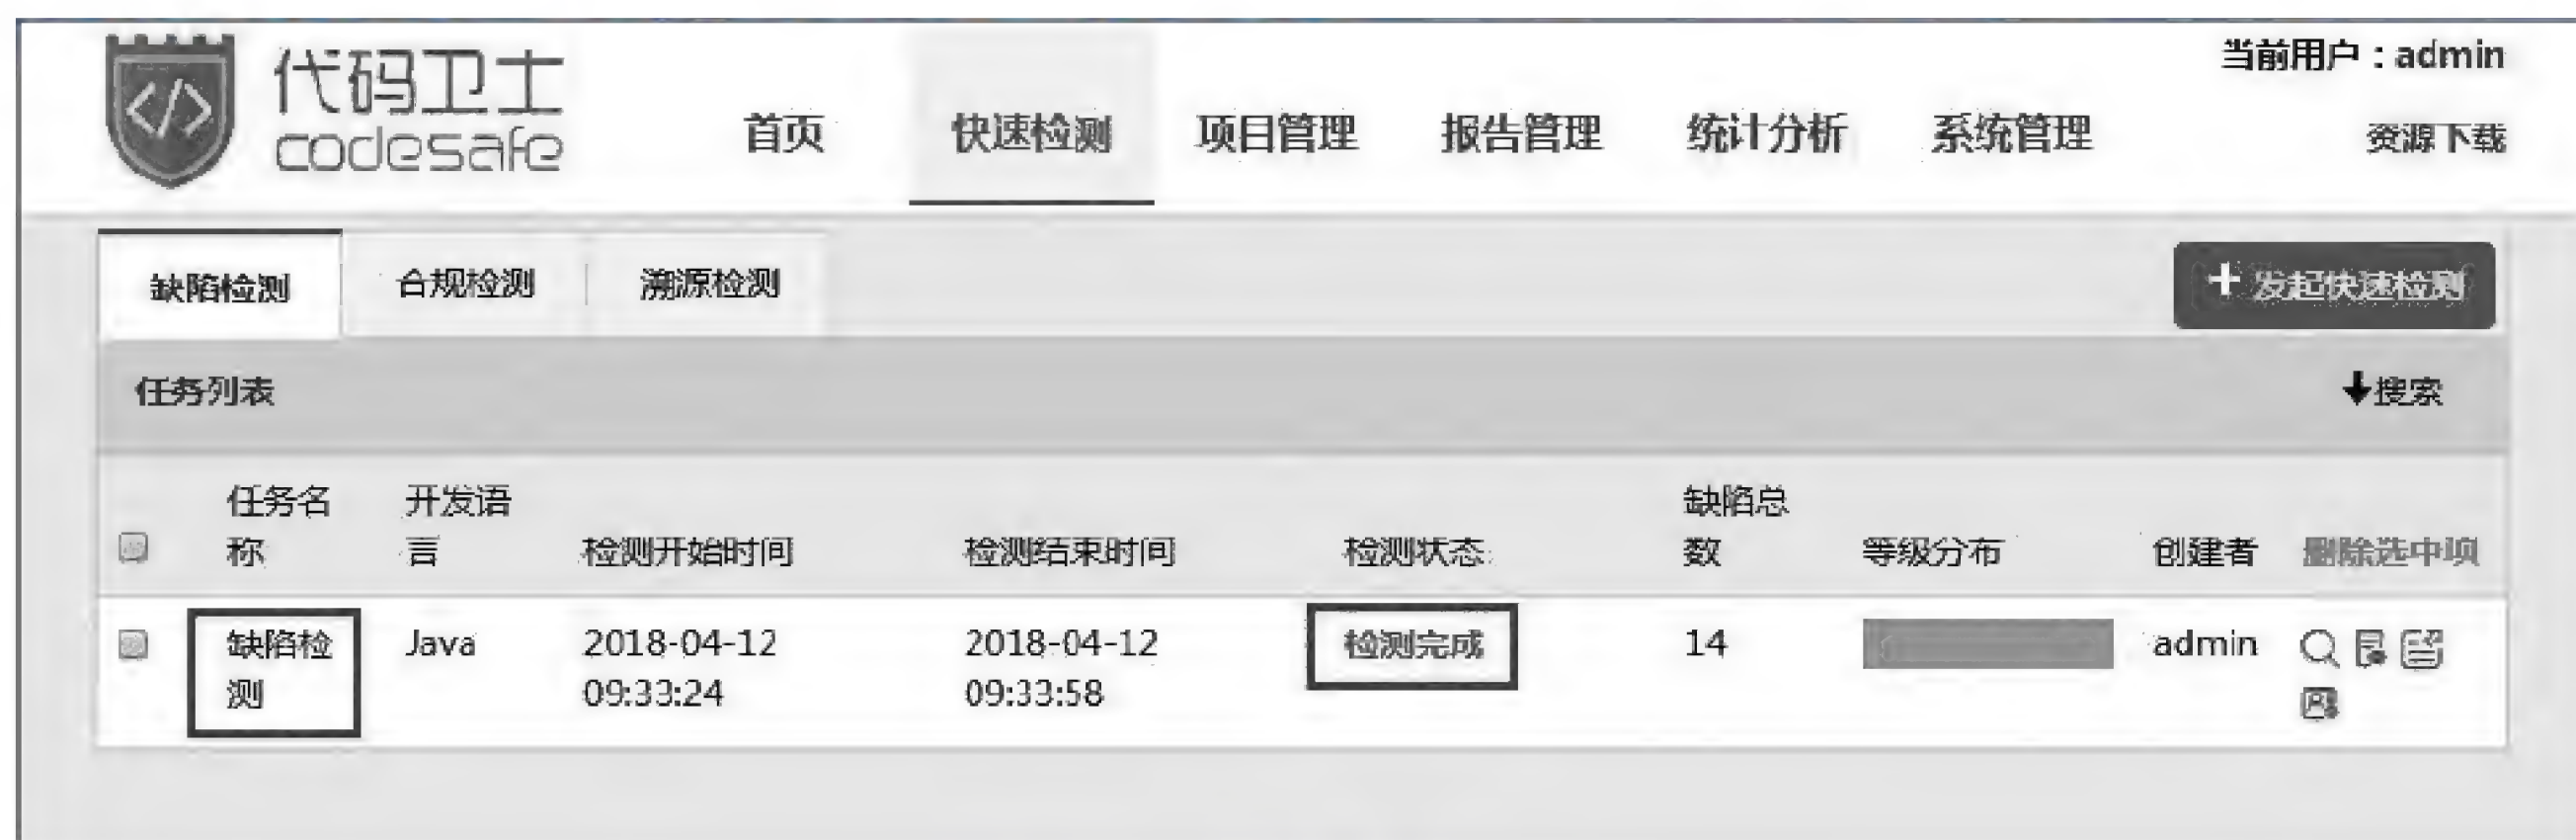 当前用户：admin
代码卫士
codesafe
首页 快速检测 项目管理 报告管理 统计分析 系统管理 资源下载
缺陷检测 合规检测 溯源检测 + 发起快速检测
任务列表 搜索
任务名 开发语 缺陷总
称 言 检测开始时间 检测结束时间 检测状态 数 等级分布 创建者 删除选中项
缺陷检 Java 2018-04-12 2018-04-12 检测完成 14 admin
测 09:33:24 09:33:58